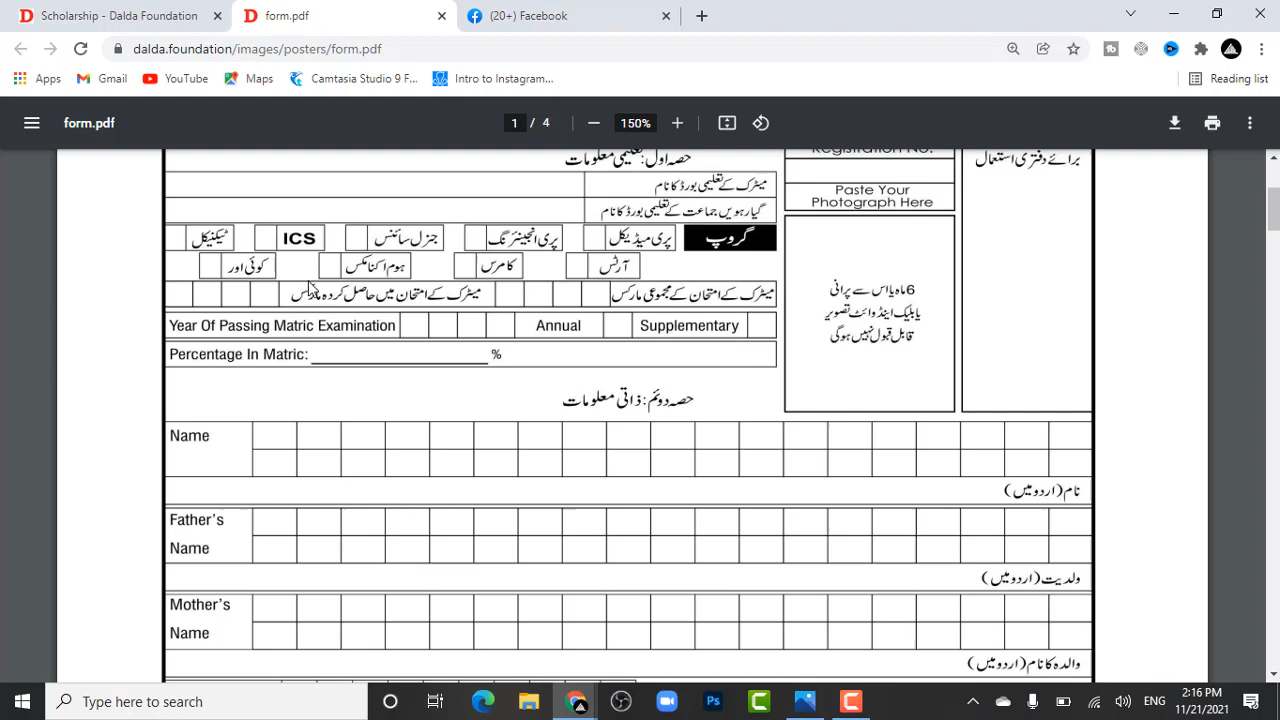 Scholarship - Dalda Foundation
form.pdf
(20+) Facebook
dalda.foundation/images/posters/form.pdf
Apps
Gmail
YouTube
Maps
Camtasia Studio 9 F...
Intro to Instagram...
Reading list
form.pdf
1 / 4
150%
حصہ اول: تعلیمی معلومات
Registration No.
برائے دفتری استعمال
میٹرک کے تعلیمی بورڈ کا نام
گیارہویں جماعت کے تعلیمی بورڈ کا نام
Paste Your
Photograph Here
گروپ
پری میڈیکل
پری انجینئرنگ
جنرل سائنس
ICS
ٹیکنیکل
آرٹس
کامرس
ہوم اکنامکس
کوئی اور
میٹرک کے امتحان کے مجموعی مارکس
میٹرک کے امتحان میں حاصل کردہ مارکس
6 ماہ یا اس سے پرانی
یا بلیک اینڈ وائٹ تصویر
قابل قبول نہیں ہوگی
Year Of Passing Matric Examination
Annual
Supplementary
Percentage In Matric: %
حصہ دوئم: ذاتی معلومات
Name
نام (اردو میں)
Father's
Name
ولدیت (اردو میں)
Mother's
Name
والدہ کا نام (اردو میں)
Type here to search
ENG
2:16 PM
11/21/2021